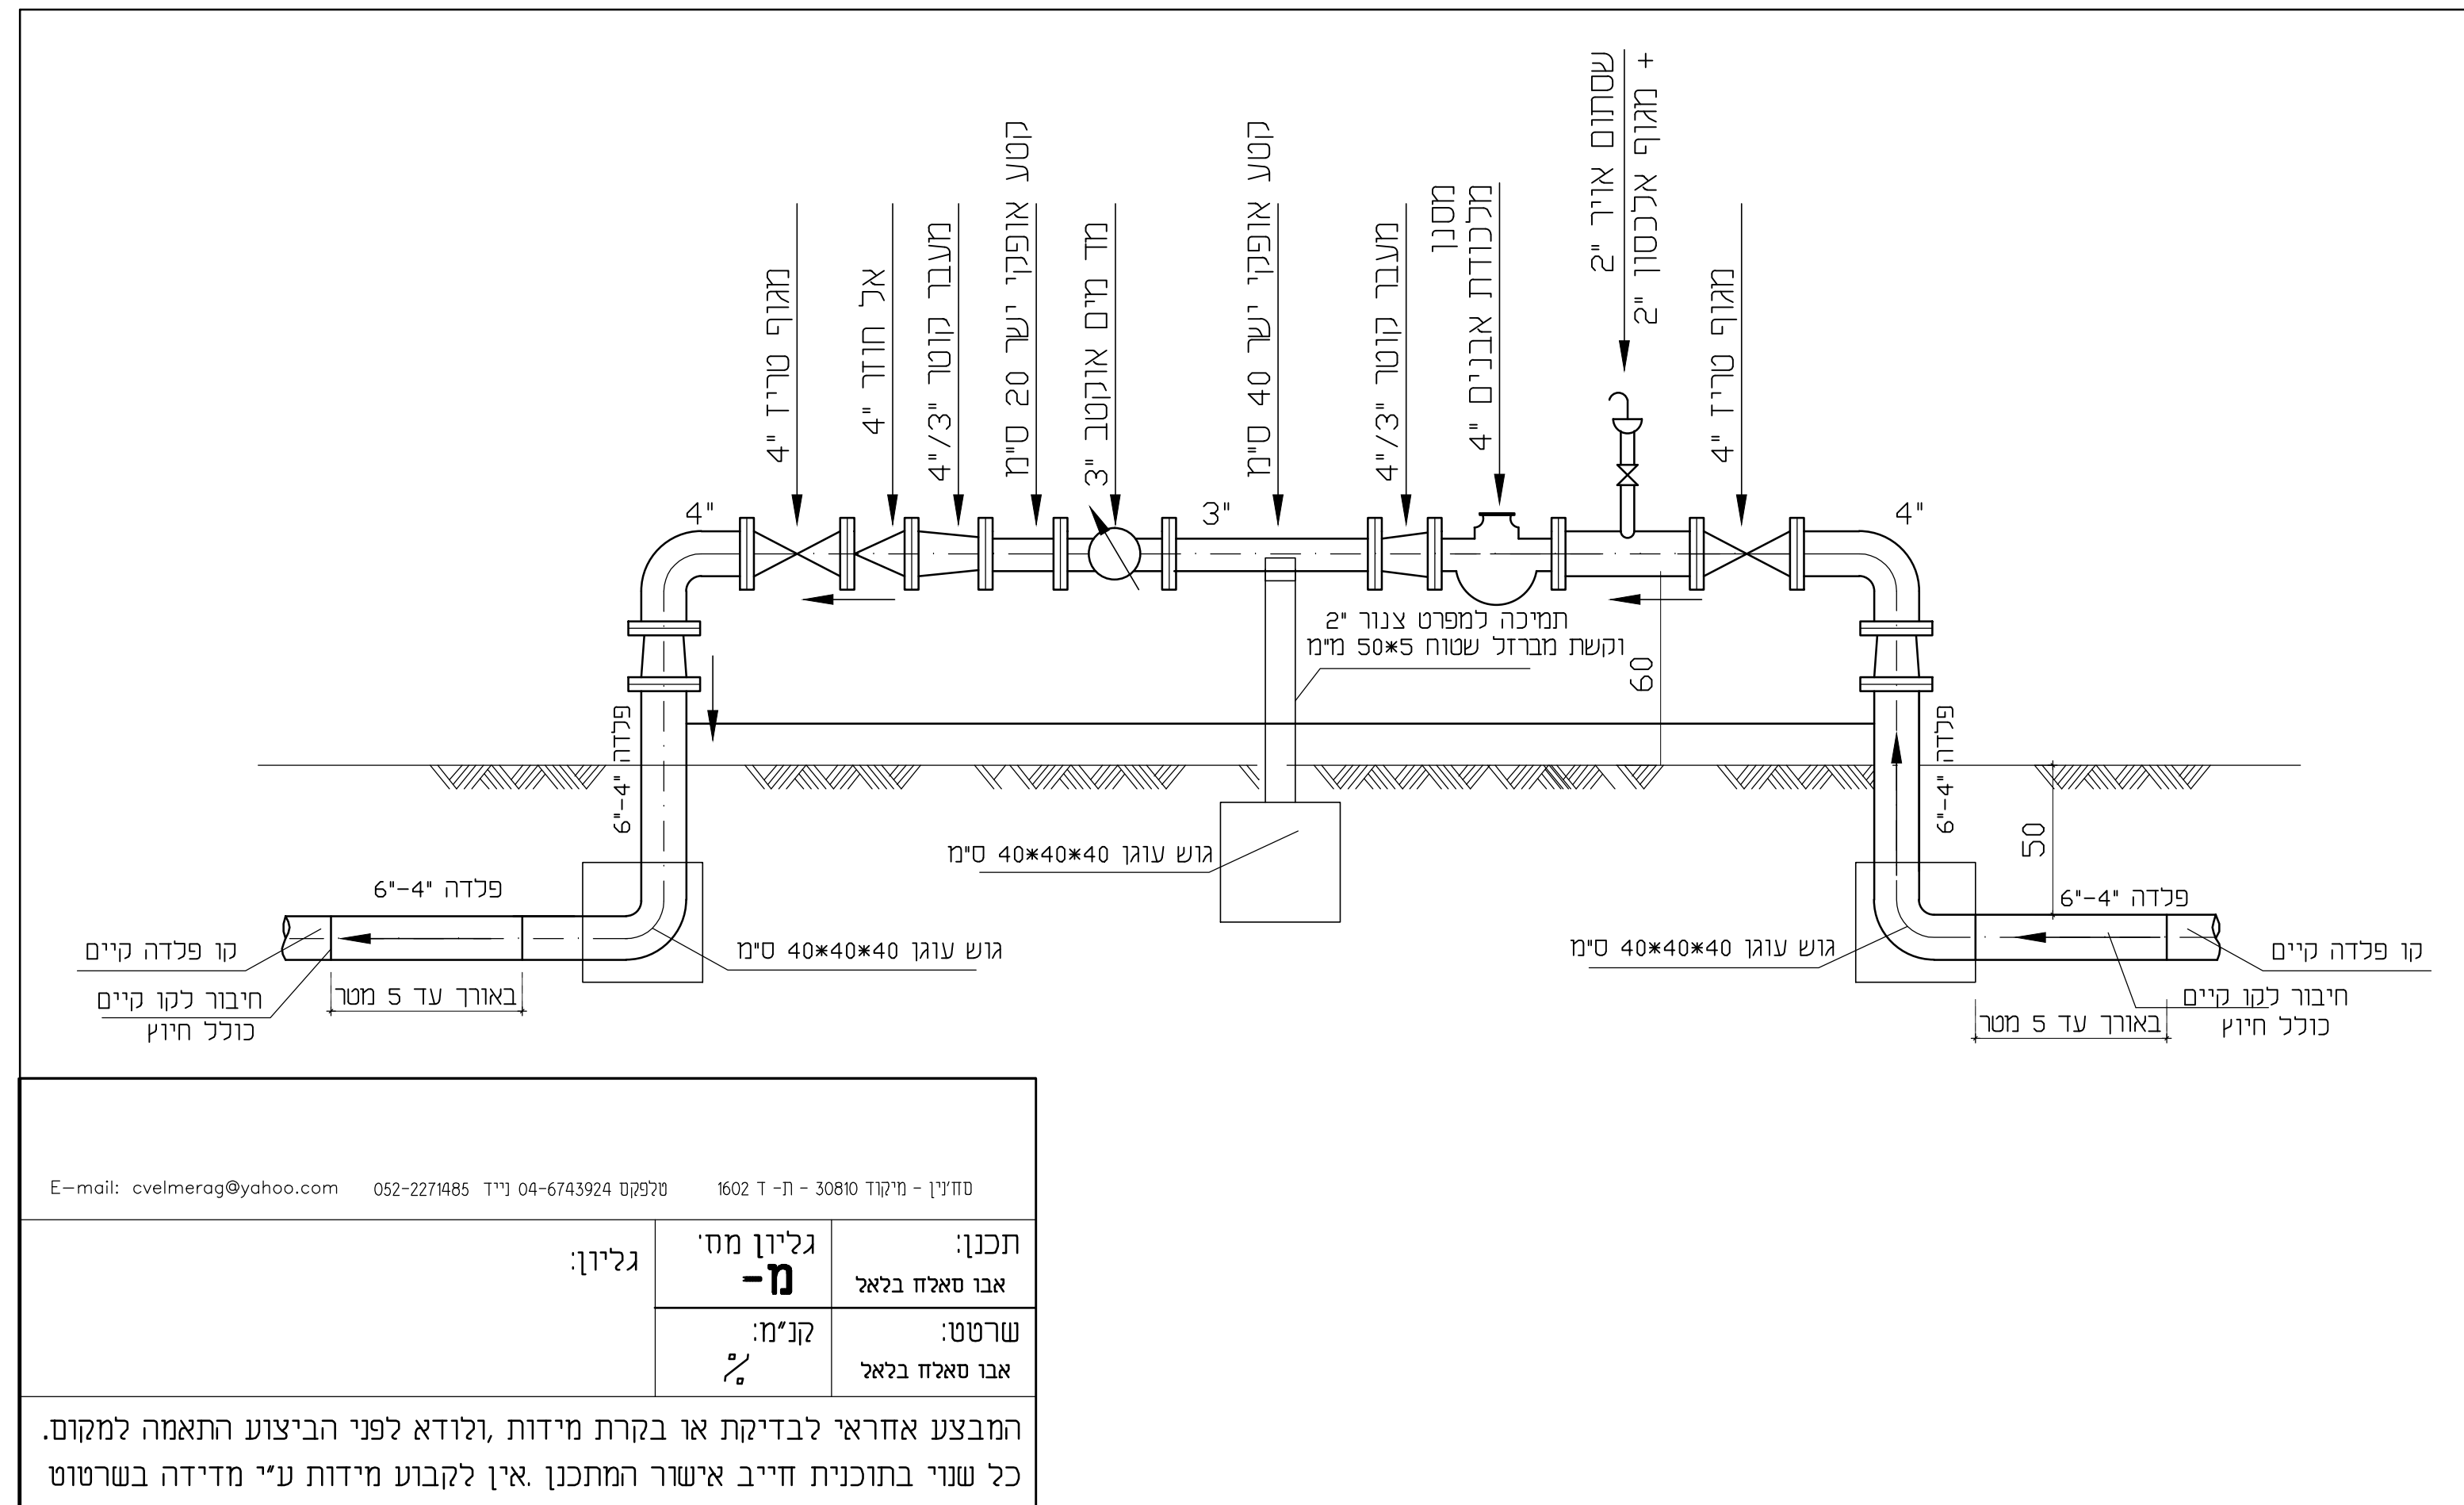 שסתום אויר "2
+ מגוף אלכסון "2
קטע אופקי ישר 20 ס"מ
קטע אופקי ישר 40 ס"מ
מסנן
מלכודת אבנים "4
מגוף טריז "4
אל חוזר "4
מעבר קוטר "4"/3
מד מים אוקטב "3
מעבר קוטר "4"/3
מגוף טריז "4
4"
3"
4"
תמיכה למפרט צנור "2
וקשת מברזל שטוח 5*50 מ"מ
60
פלדה "4-"6
פלדה "4-"6
50
גוש עוגן 40*40*40 ס"מ
פלדה "4-"6
פלדה "4-"6
קו פלדה קיים
גוש עוגן 40*40*40 ס"מ
גוש עוגן 40*40*40 ס"מ
קו פלדה קיים
חיבור לקו קיים
כולל חיוץ
באורך עד 5 מטר
באורך עד 5 מטר
חיבור לקו קיים
כולל חיוץ
סח'נין - מיקוד 30810 - ת- ד 1602 טלפקס 04-6743924 נייד 052-2271485 E-mail: cvelmerag@yahoo.com
תכנן:
אבו סאלח בלאל
גליון מח'
מ-
גליון:
שרטט:
אבו סאלח בלאל
קנ"מ:
%
המבצע אחראי לבדיקת או בקרת מידות ,ולודא לפני הביצוע התאמה למקום.
כל שנוי בתוכנית חייב אישור המתכנן .אין לקבוע מידות ע"י מדידה בשרטוט